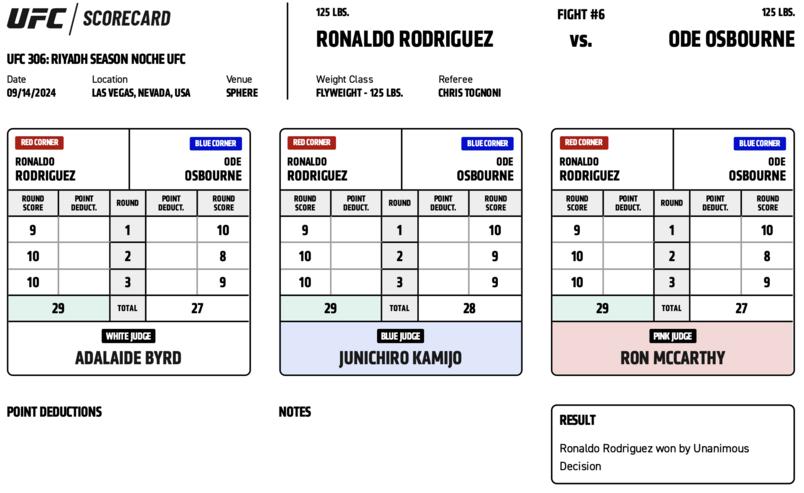 UFC SCORECARD
UFC 306: RIYADH SEASON NOCHE UFC
Date Location Venue
09/14/2024 LAS VEGAS, NEVADA, USA SPHERE
125 LBS. FIGHT #6 125 LBS.
RONALDO RODRIGUEZ VS. ODE OSBOURNE
Weight Class Referee
FLYWEIGHT - 125 LBS. CHRIS TOGNONI
RED CORNER BLUE CORNER
RONALDO ODE
RODRIGUEZ OSBOURNE
ROUND POINT ROUND POINT ROUND
SCORE DEDUCT. DEDUCT. SCORE
9 1 10
10 2 8
10 3 9
29 TOTAL 27
WHITE JUDGE
ADALAIDE BYRD
RED CORNER BLUE CORNER
RONALDO ODE
RODRIGUEZ OSBOURNE
ROUND POINT ROUND POINT ROUND
SCORE DEDUCT. DEDUCT. SCORE
9 1 10
10 2 9
10 3 9
29 TOTAL 28
BLUE JUDGE
JUNICHIRO KAMIJO
RED CORNER BLUE CORNER
RONALDO ODE
RODRIGUEZ OSBOURNE
ROUND POINT ROUND POINT ROUND
SCORE DEDUCT. DEDUCT. SCORE
9 1 10
10 2 8
10 3 9
29 TOTAL 27
PINK JUDGE
RON MCCARTHY
POINT DEDUCTIONS
NOTES
RESULT
Ronaldo Rodriguez won by Unanimous
Decision